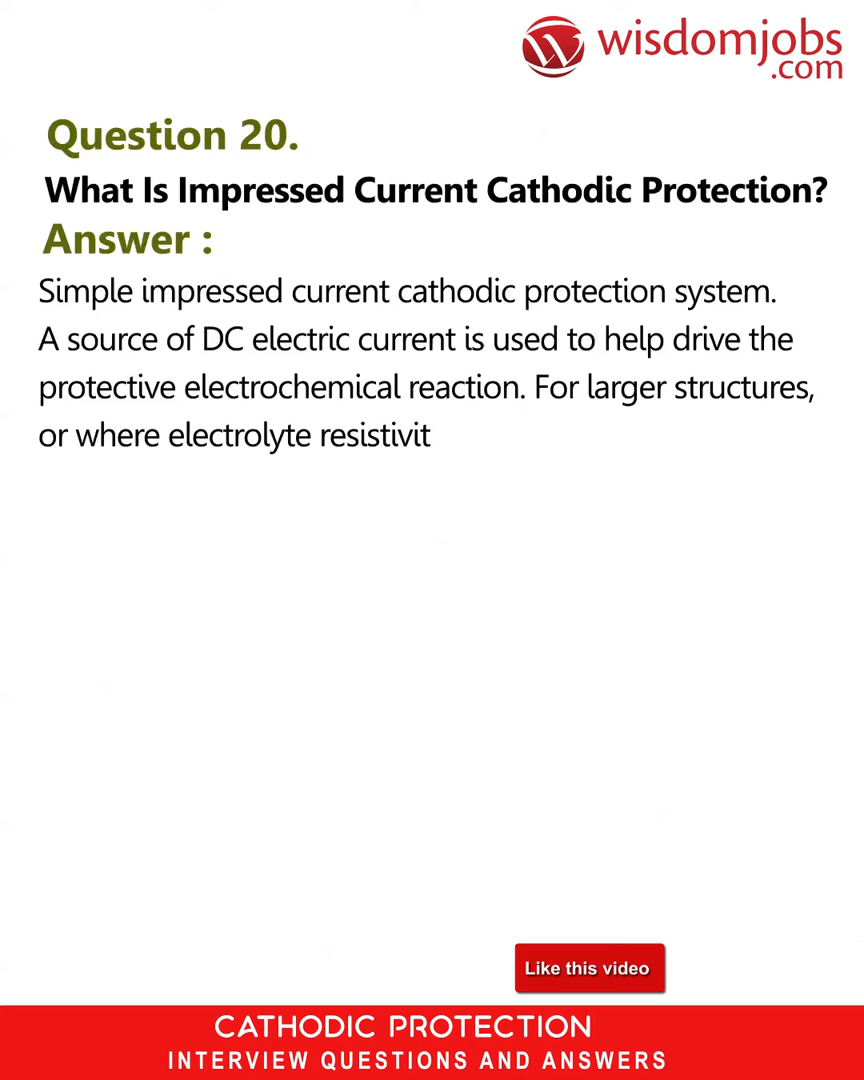 wisdomjobs
.com
Question 20.
What Is Impressed Current Cathodic Protection?
Answer :
Simple impressed current cathodic protection system.
A source of DC electric current is used to help drive the
protective electrochemical reaction. For larger structures,
or where electrolyte resistivit
Like this video
CATHODIC PROTECTION
INTERVIEW QUESTIONS AND ANSWERS